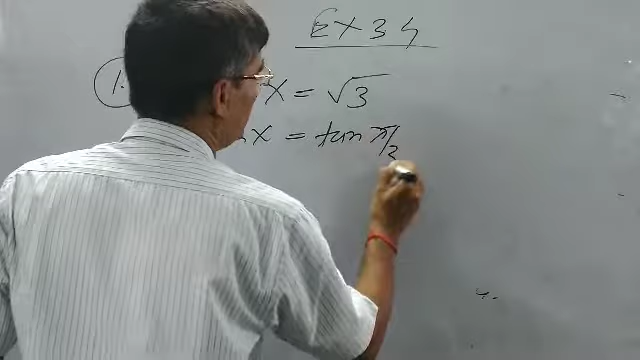 Ex 3 4
1. x = √3
x = tan π/3